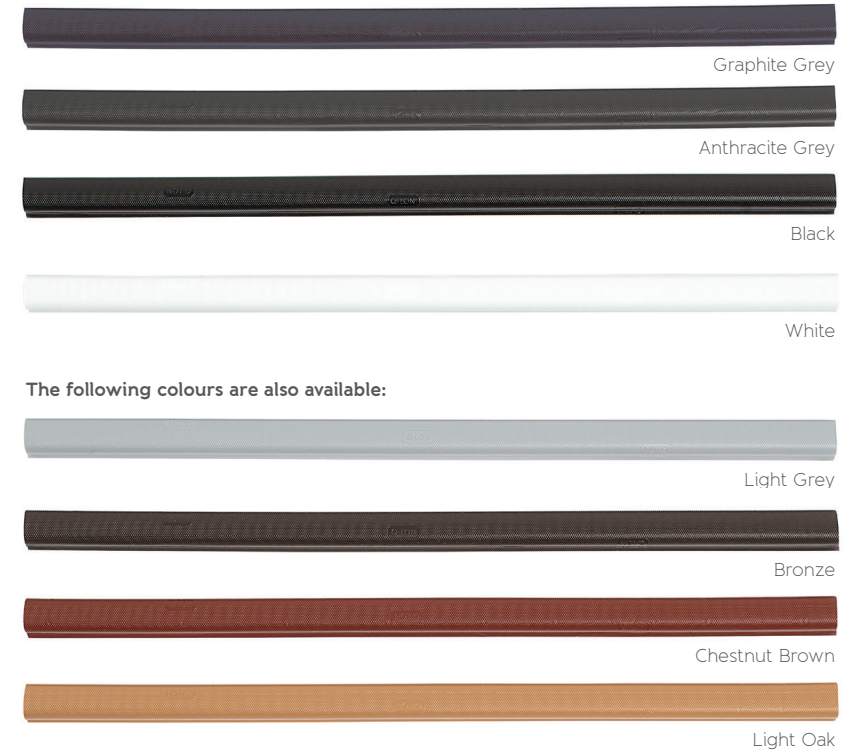 Graphite Grey
Anthracite Grey
Black
White
The following colours are also available:
Light Grey
Bronze
Chestnut Brown
Light Oak